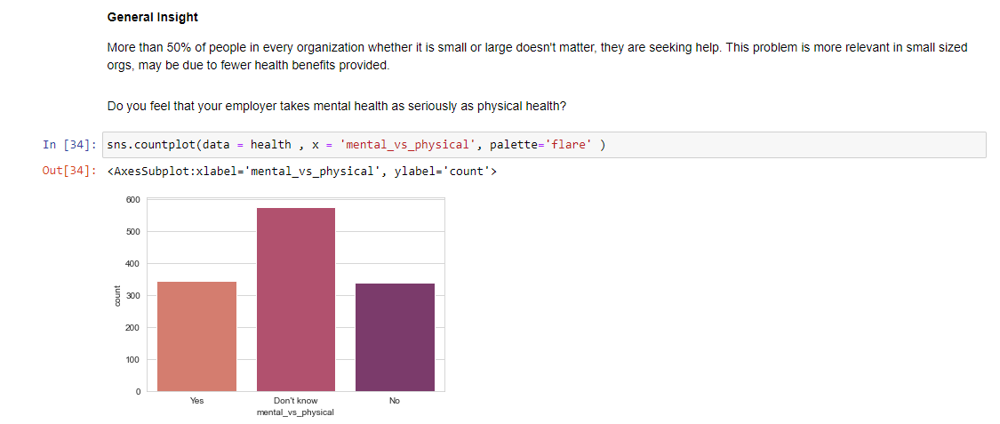 General Insight
More than 50% of people in every organization whether it is small or large doesn't matter, they are seeking help. This problem is more relevant in small sized
orgs, may be due to fewer health benefits provided.
Do you feel that your employer takes mental health as seriously as physical health?
In [34]: sns.countplot(data = health , x = 'mental_vs_physical', palette='flare' )
Out[34]: <AxesSubplot:xlabel='mental_vs_physical', ylabel='count'>
600
500
400
300
200
100
0
count
Yes Don't know No
mental_vs_physical